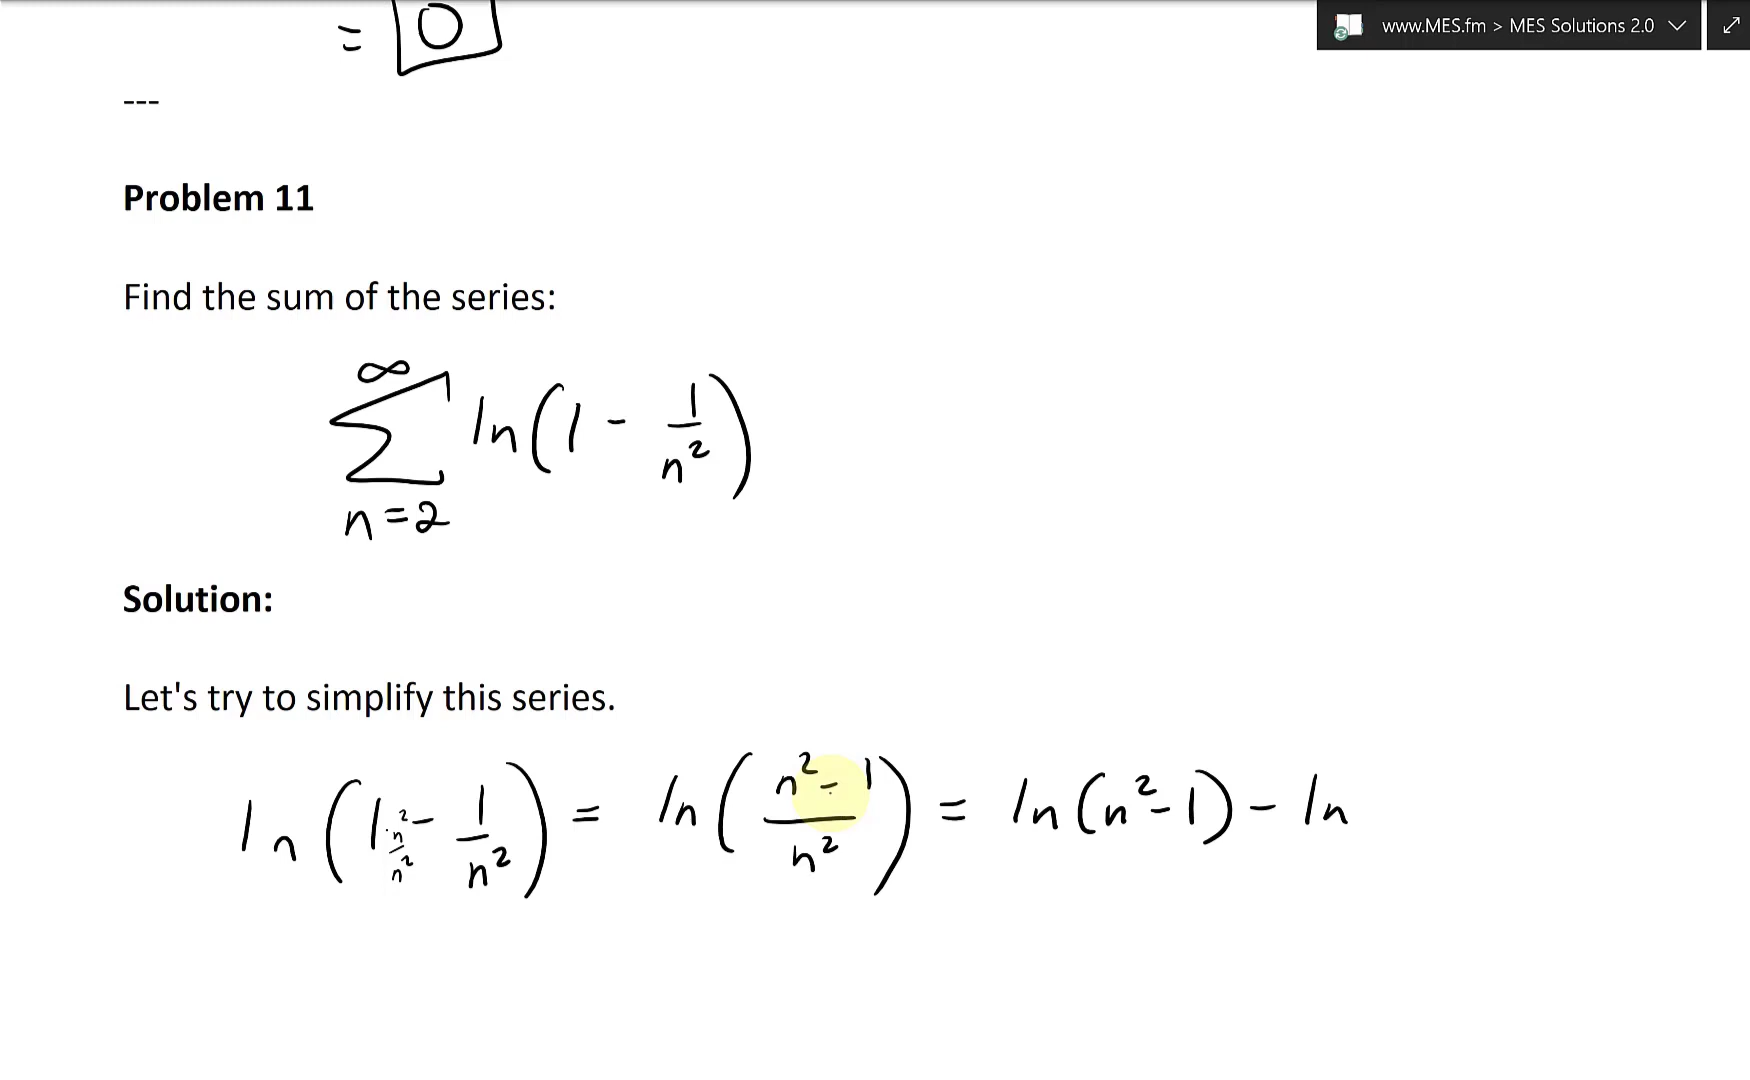 = 0
www.MES.fm > MES Solutions 2.0
---
Problem 11
Find the sum of the series:
∞
∑ ln(1 - 1/n²)
n=2
Solution:
Let's try to simplify this series.
ln(1·n²/n² - 1/n²) = ln((n²-1)/n²) = ln(n²-1) - ln